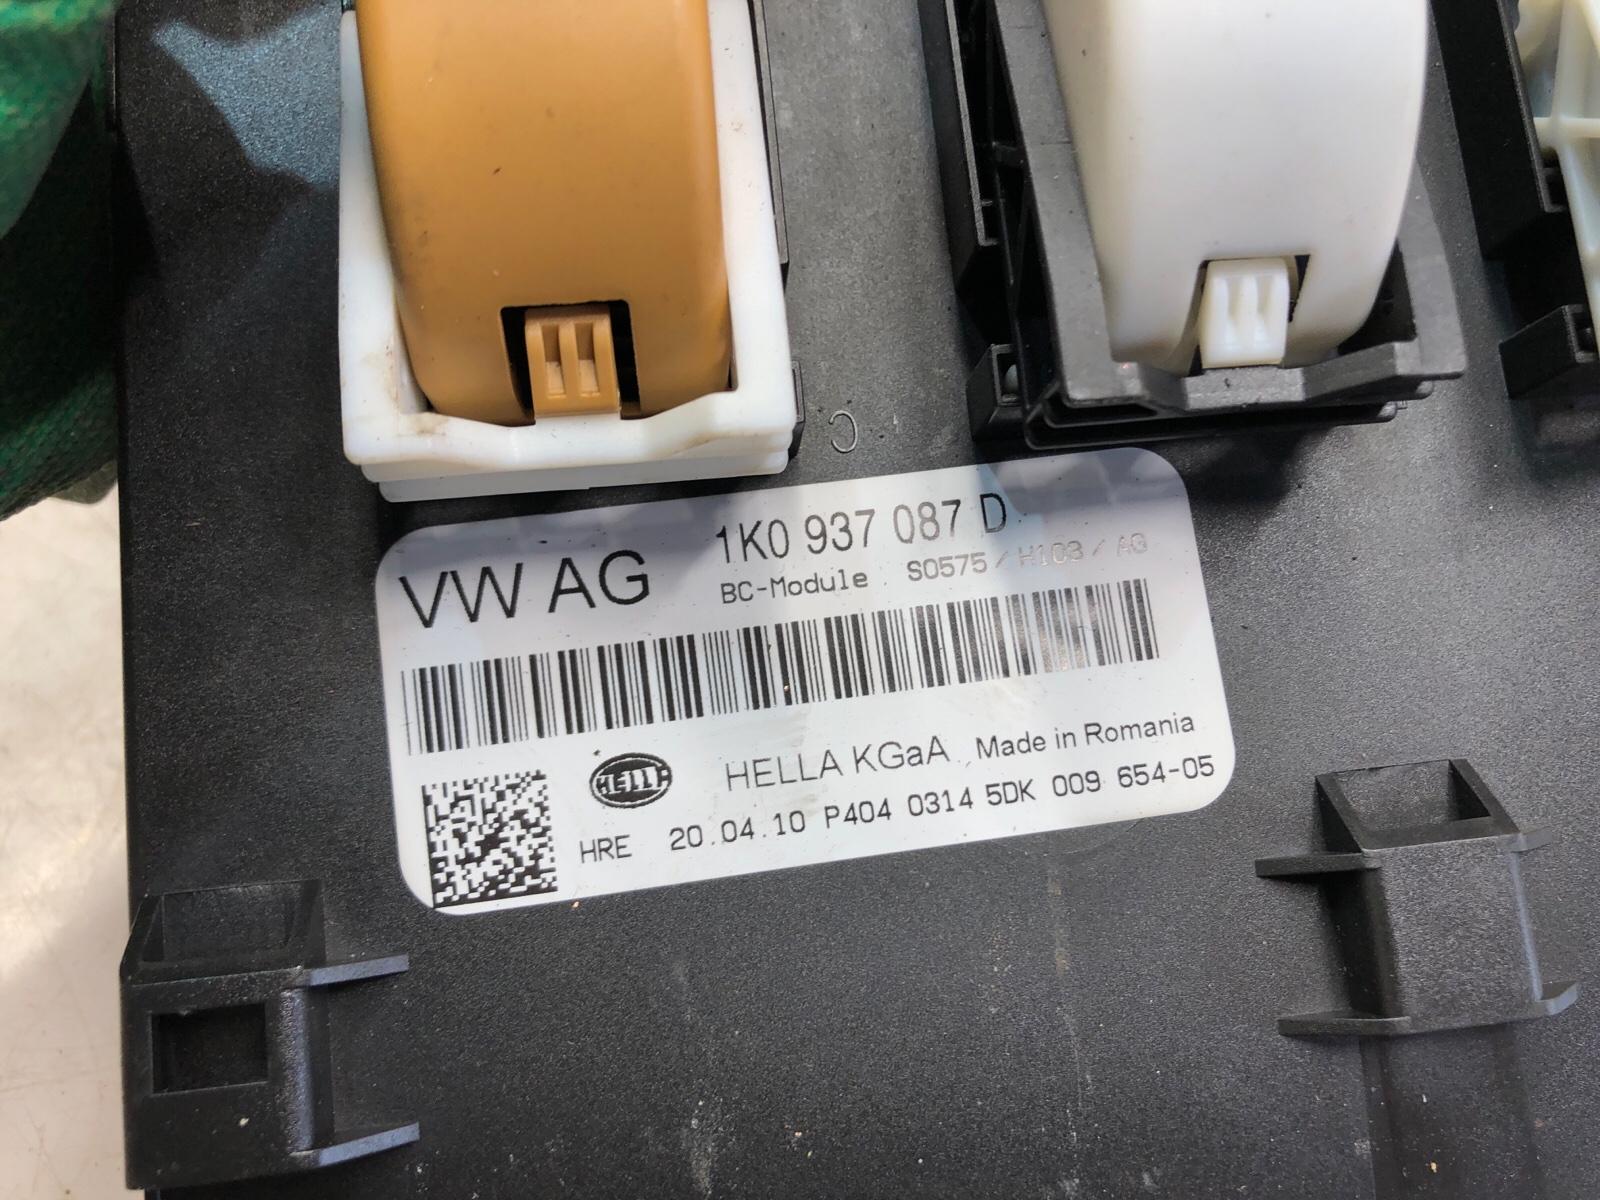 C
VW AG 1K0 937 087 D
BC-Module S0575/H103/AG
HELLA HELLA KGaA Made in Romania
HRE 20.04.10 P404 0314 5DK 009 654-05